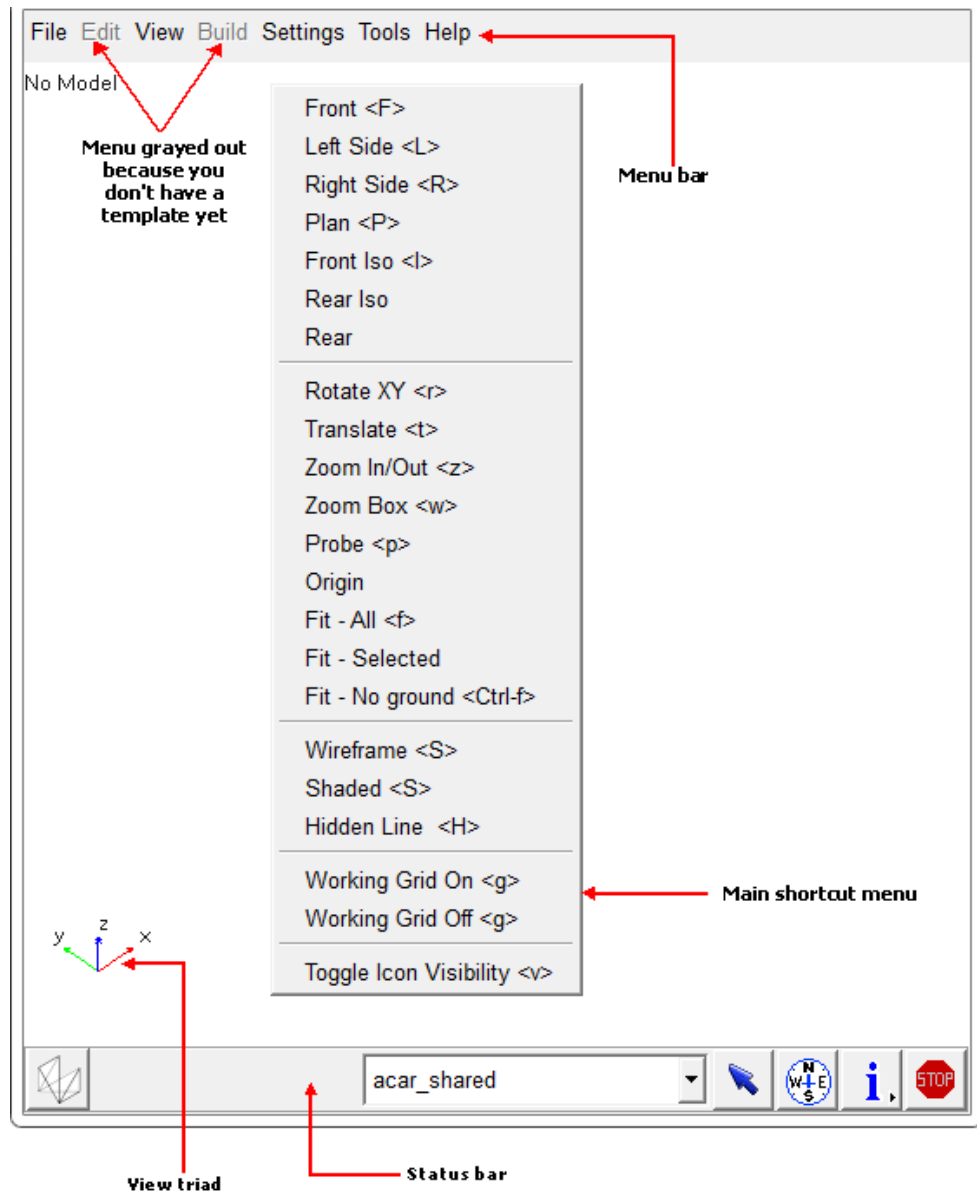 File Edit View Build Settings Tools Help
No Model
Menu grayed out
because you
don't have a
template yet
Menu bar
Front <F>
Left Side <L>
Right Side <R>
Plan <P>
Front Iso <I>
Rear Iso
Rear
Rotate XY <r>
Translate <t>
Zoom In/Out <z>
Zoom Box <w>
Probe <p>
Origin
Fit - All <f>
Fit - Selected
Fit - No ground <Ctrl-f>
Wireframe <S>
Shaded <S>
Hidden Line <H>
Working Grid On <g>
Working Grid Off <g>
Toggle Icon Visibility <v>
Main shortcut menu
y z x
acar_shared
N
W E
S
i
STOP
View triad
Status bar